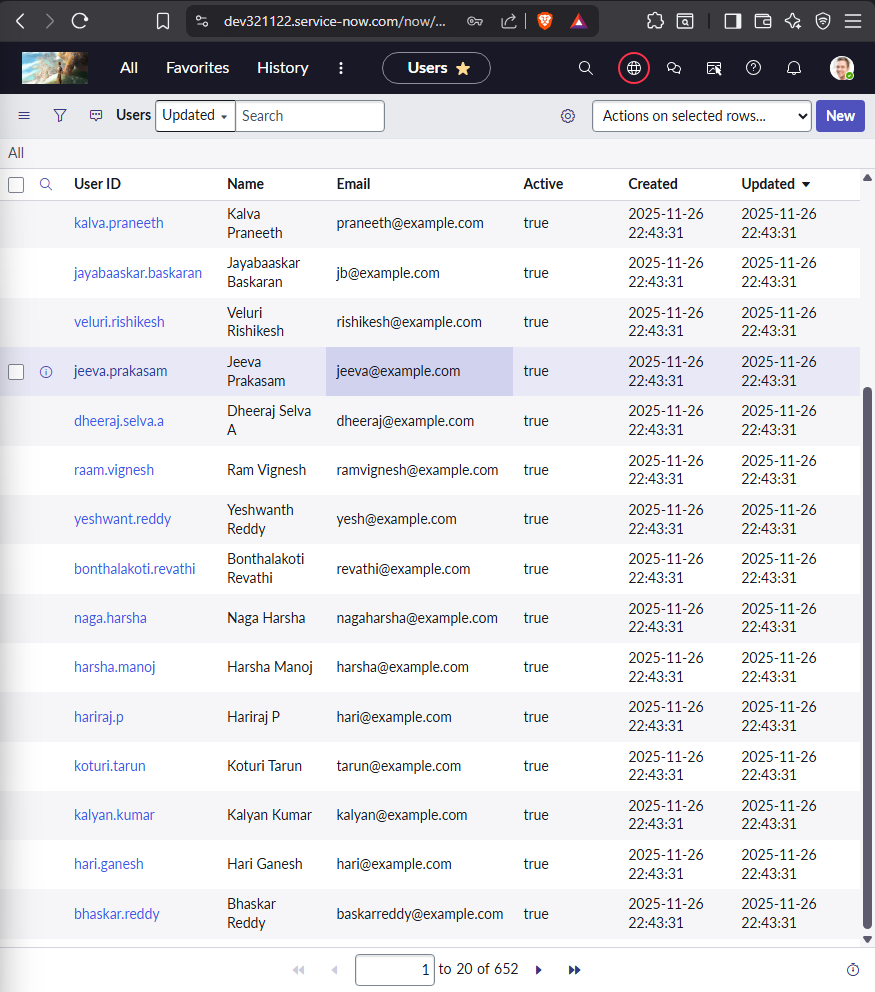 dev321122.service-now.com/now/...
All Favorites History Users
Users Updated Search Actions on selected rows... New
All
User ID Name Email Active Created Updated
kalva.praneeth Kalva Praneeth praneeth@example.com true 2025-11-26 22:43:31 2025-11-26 22:43:31
jayabaaskar.baskaran Jayabaaskar Baskaran jb@example.com true 2025-11-26 22:43:31 2025-11-26 22:43:31
veluri.rishikesh Veluri Rishikesh rishikesh@example.com true 2025-11-26 22:43:31 2025-11-26 22:43:31
jeeva.prakasam Jeeva Prakasam jeeva@example.com true 2025-11-26 22:43:31 2025-11-26 22:43:31
dheeraj.selva.a Dheeraj Selva A dheeraj@example.com true 2025-11-26 22:43:31 2025-11-26 22:43:31
raam.vignesh Ram Vignesh ramvignesh@example.com true 2025-11-26 22:43:31 2025-11-26 22:43:31
yeshwant.reddy Yeshwanth Reddy yesh@example.com true 2025-11-26 22:43:31 2025-11-26 22:43:31
bonthalakoti.revathi Bonthalakoti Revathi revathi@example.com true 2025-11-26 22:43:31 2025-11-26 22:43:31
naga.harsha Naga Harsha nagaharsha@example.com true 2025-11-26 22:43:31 2025-11-26 22:43:31
harsha.manoj Harsha Manoj harsha@example.com true 2025-11-26 22:43:31 2025-11-26 22:43:31
hariraj.p Hariraj P hari@example.com true 2025-11-26 22:43:31 2025-11-26 22:43:31
koturi.tarun Koturi Tarun tarun@example.com true 2025-11-26 22:43:31 2025-11-26 22:43:31
kalyan.kumar Kalyan Kumar kalyan@example.com true 2025-11-26 22:43:31 2025-11-26 22:43:31
hari.ganesh Hari Ganesh hari@example.com true 2025-11-26 22:43:31 2025-11-26 22:43:31
bhaskar.reddy Bhaskar Reddy baskarreddy@example.com true 2025-11-26 22:43:31 2025-11-26 22:43:31
1 to 20 of 652